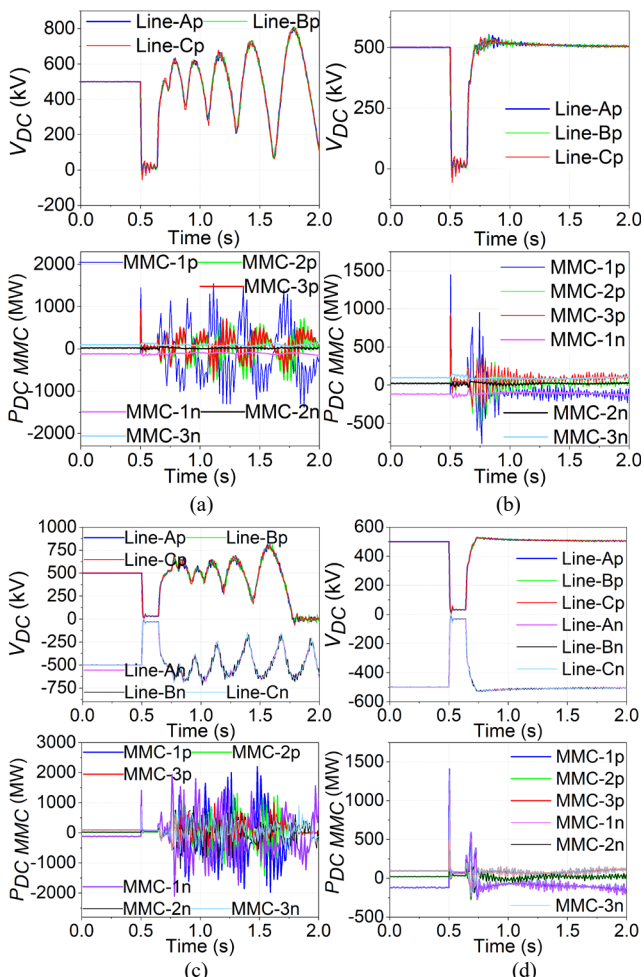 Line-Ap Line-Bp
Line-Cp
800
600
400
200
0
-200
V_DC (kV)
0.0 0.5 1.0 1.5 2.0
Time (s)
500
250
0
V_DC (kV)
Line-Ap
Line-Bp
Line-Cp
0.0 0.5 1.0 1.5 2.0
Time (s)
2000
1000
0
-1000
-2000
P_DC MMC (MW)
MMC-1p MMC-2p
MMC-3p
MMC-1n MMC-2n
MMC-3n
0.0 0.5 1.0 1.5 2.0
Time (s)
(a)
1500
1000
500
0
-500
P_DC MMC (MW)
MMC-1p
MMC-2p
MMC-3p
MMC-1n
MMC-2n
MMC-3n
0.0 0.5 1.0 1.5 2.0
Time (s)
(b)
1000
750
500
250
0
-250
-500
-750
V_DC (kV)
Line-Ap Line-Bp
Line-Cp
Line-An
Line-Bn Line-Cn
0.0 0.5 1.0 1.5 2.0
Time (s)
600
400
200
0
-200
-400
-600
V_DC (kV)
Line-Ap
Line-Bp
Line-Cp
Line-An
Line-Bn
Line-Cn
0.0 0.5 1.0 1.5 2.0
Time (s)
3000
2000
1000
0
-1000
-2000
P_DC MMC (MW)
MMC-1p MMC-2p
MMC-3p
MMC-1n
MMC-2n MMC-3n
0.0 0.5 1.0 1.5 2.0
Time (s)
(c)
1500
1000
500
0
-500
P_DC MMC (MW)
MMC-1p
MMC-2p
MMC-3p
MMC-1n
MMC-2n
MMC-3n
0.0 0.5 1.0 1.5 2.0
Time (s)
(d)